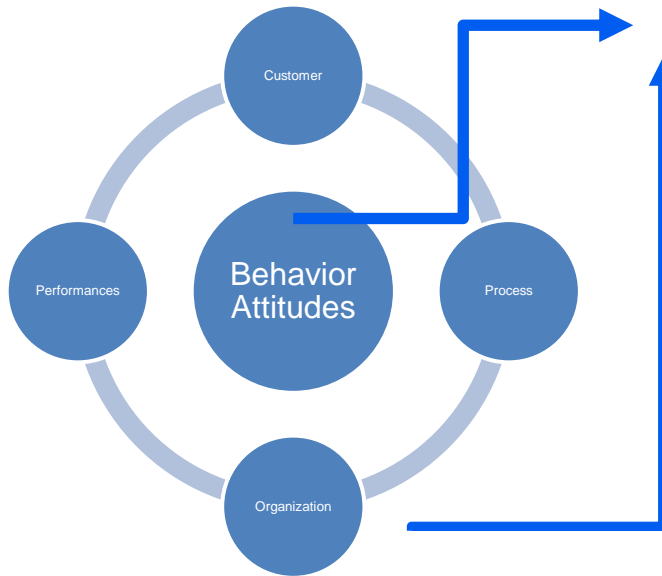 Customer
Performances
Behavior
Attitudes
Process
Organization